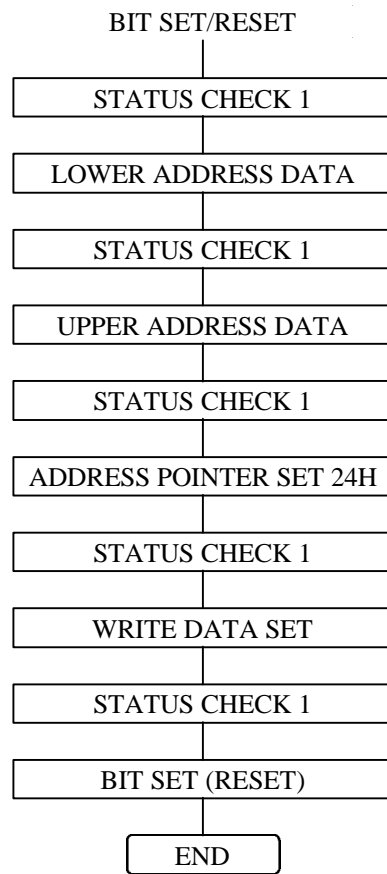 BIT SET/RESET
STATUS CHECK 1
LOWER ADDRESS DATA
STATUS CHECK 1
UPPER ADDRESS DATA
STATUS CHECK 1
ADDRESS POINTER SET 24H
STATUS CHECK 1
WRITE DATA SET
STATUS CHECK 1
BIT SET (RESET)
END